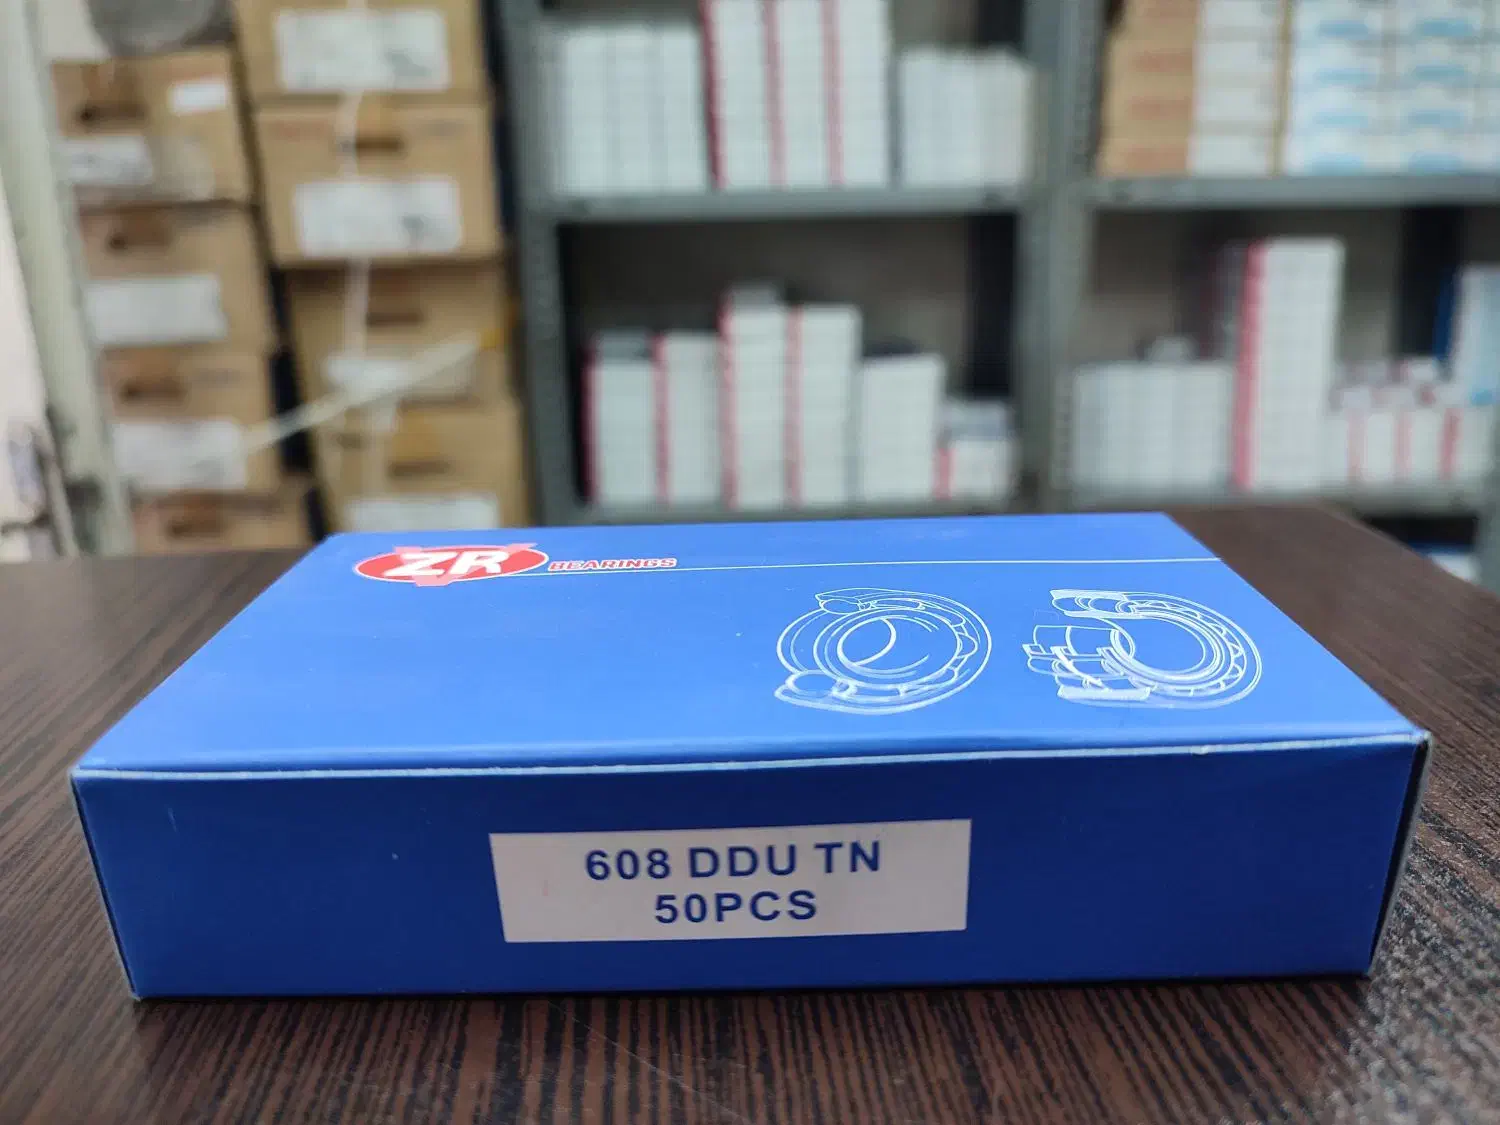 ZR BEARINGS
608 DDU TN
50PCS